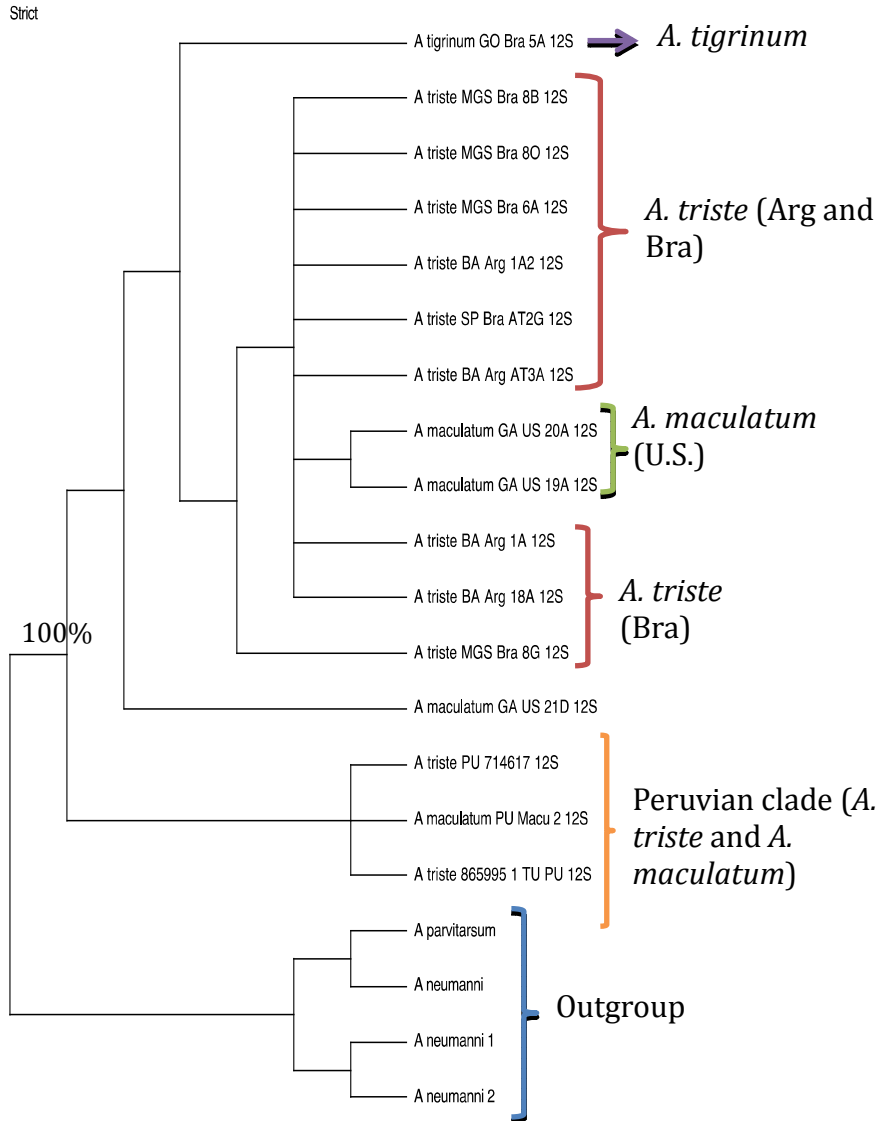 Strict
A tigrinum GO Bra 5A 12S
A. tigrinum
A triste MGS Bra 8B 12S
A triste MGS Bra 8O 12S
A triste MGS Bra 6A 12S
A triste BA Arg 1A2 12S
A triste SP Bra AT2G 12S
A triste BA Arg AT3A 12S
A. triste (Arg and
Bra)
A maculatum GA US 20A 12S
A maculatum GA US 19A 12S
A. maculatum
(U.S.)
A triste BA Arg 1A 12S
A triste BA Arg 18A 12S
A triste MGS Bra 8G 12S
A. triste
(Bra)
100%
A maculatum GA US 21D 12S
A triste PU 714617 12S
A maculatum PU Macu 2 12S
A triste 865995 1 TU PU 12S
Peruvian clade (A.
triste and A.
maculatum)
A parvitarsum
A neumanni
A neumanni 1
A neumanni 2
Outgroup